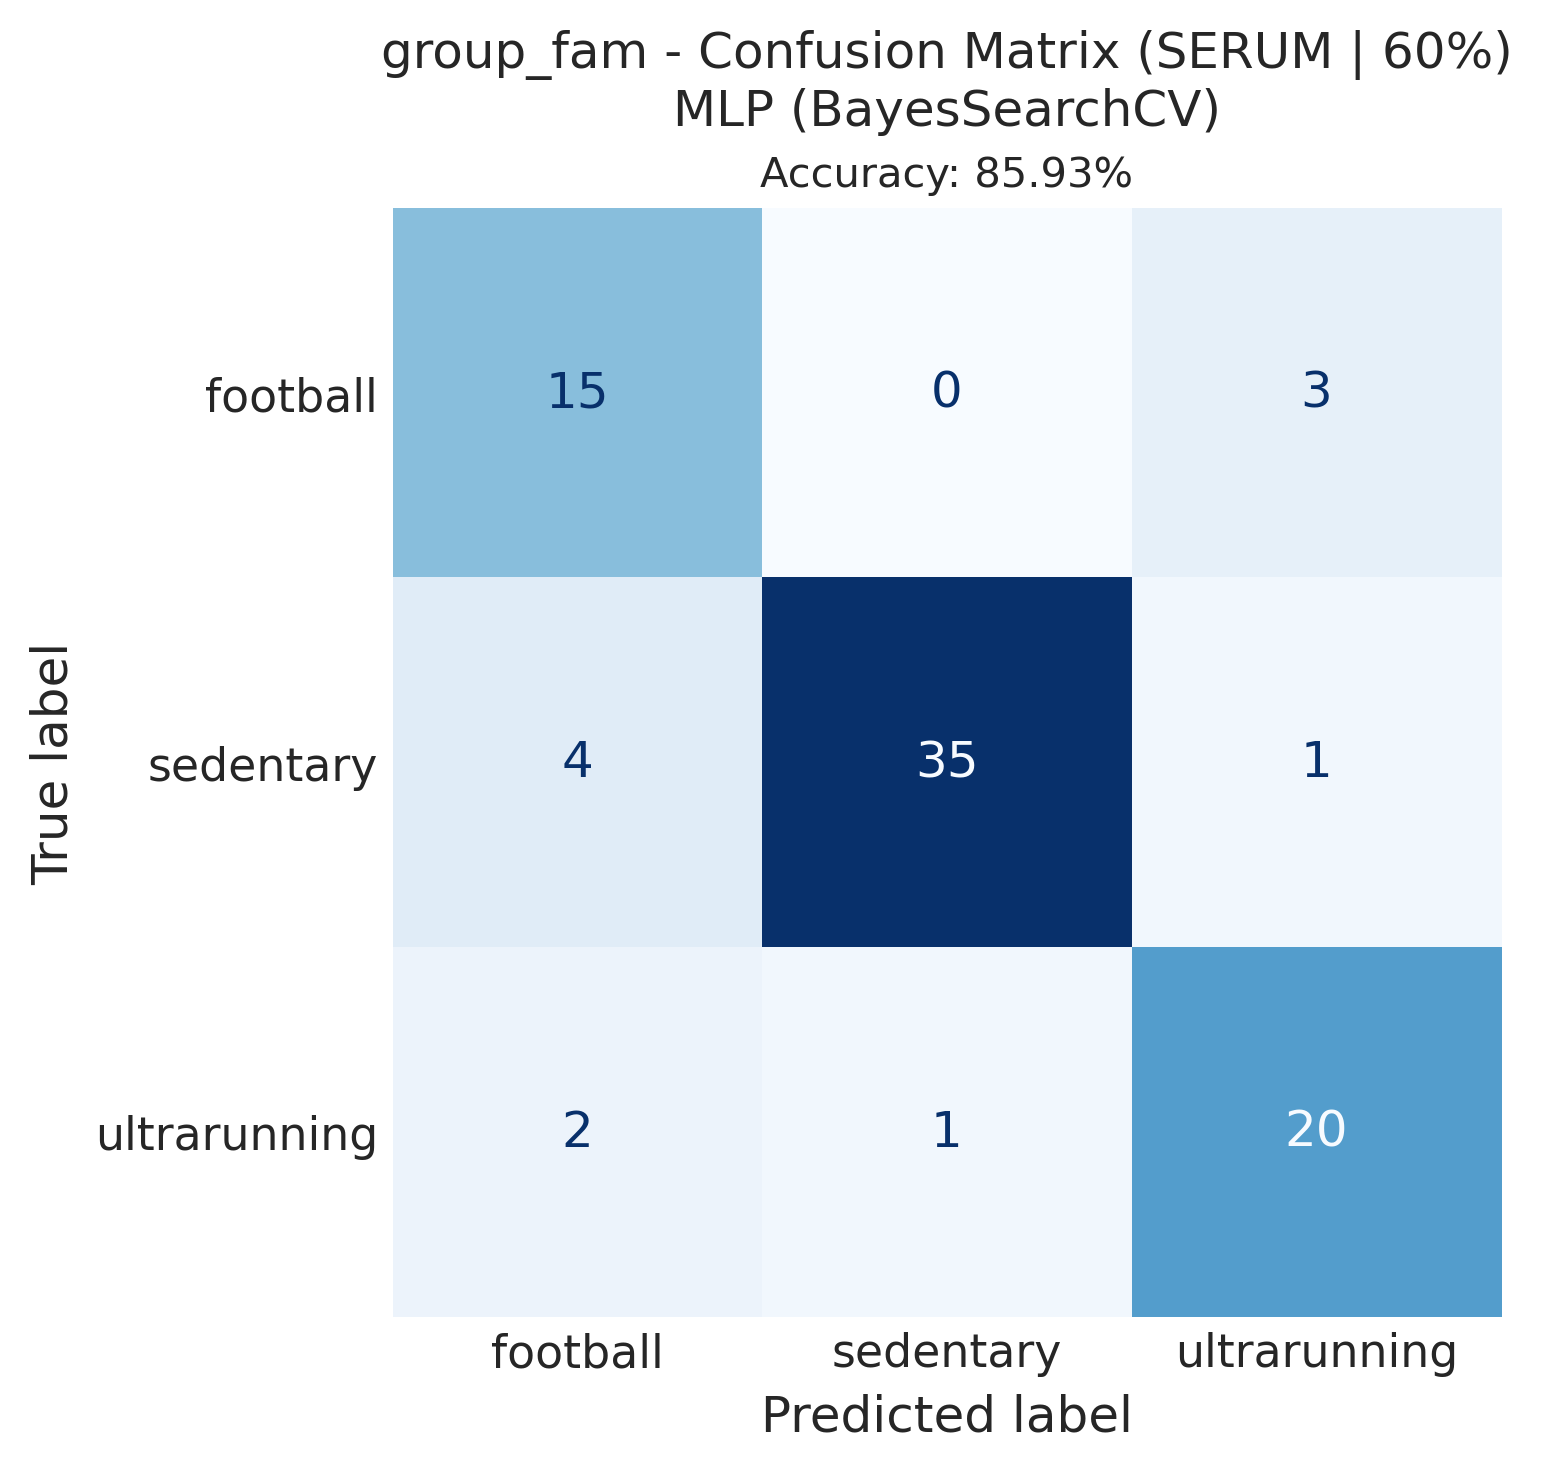 group_fam - Confusion Matrix (SERUM | 60%)
MLP (BayesSearchCV)
Accuracy: 85.93%
football
15
0
3
sedentary
4
35
1
ultrarunning
2
1
20
True label
football
sedentary
ultrarunning
Predicted label